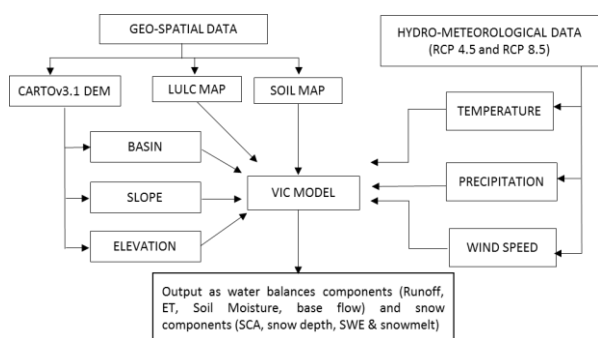 GEO-SPATIAL DATA
HYDRO-METEOROLOGICAL DATA
(RCP 4.5 and RCP 8.5)
CARTOv3.1 DEM
LULC MAP
SOIL MAP
TEMPERATURE
BASIN
SLOPE
VIC MODEL
PRECIPITATION
ELEVATION
WIND SPEED
Output as water balances components (Runoff,
ET, Soil Moisture, base flow) and snow
components (SCA, snow depth, SWE & snowmelt)